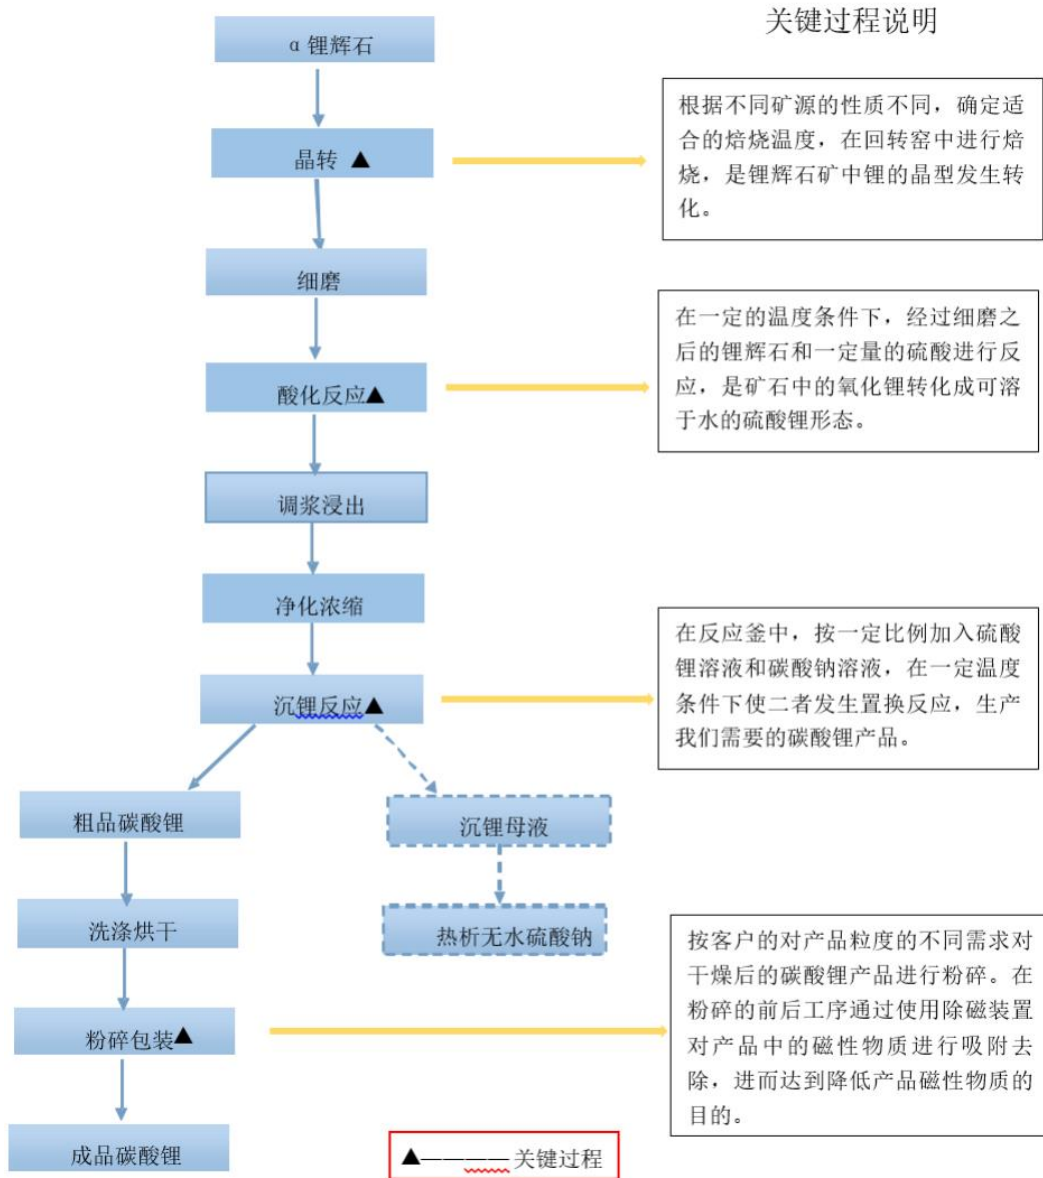 关键过程说明
α 锂辉石
根据不同矿源的性质不同，确定适
合的焙烧温度，在回转窑中进行焙
烧，是锂辉石矿中锂的晶型发生转
化。
晶转 ▲
细磨
在一定的温度条件下，经过细磨之
后的锂辉石和一定量的硫酸进行反
应，是矿石中的氧化锂转化成可溶
于水的硫酸锂形态。
酸化反应▲
调浆浸出
净化浓缩
在反应釜中，按一定比例加入硫酸
锂溶液和碳酸钠溶液，在一定温度
条件下使二者发生置换反应，生产
我们需要的碳酸锂产品。
沉锂反应▲
粗品碳酸锂
沉锂母液
洗涤烘干
热析无水硫酸钠
按客户的对产品粒度的不同需求对
干燥后的碳酸锂产品进行粉碎。在
粉碎的前后工序通过使用除磁装置
对产品中的磁性物质进行吸附去
除，进而达到降低产品磁性物质的
目的。
粉碎包装▲
成品碳酸锂
▲————关键过程